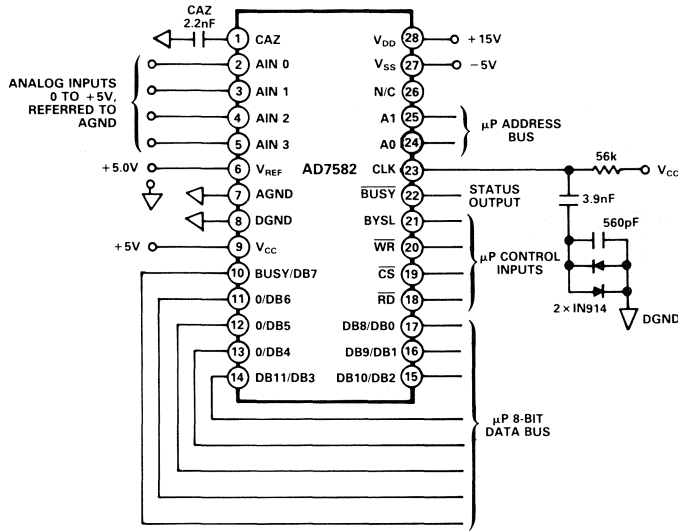 CAZ
2.2nF
1 CAZ
2 AIN 0
3 AIN 1
4 AIN 2
5 AIN 3
6 VREF
7 AGND
8 DGND
9 VCC
10 BUSY/DB7
11 0/DB6
12 0/DB5
13 0/DB4
14 DB11/DB3
ANALOG INPUTS
0 TO +5V,
REFERRED TO
AGND
+5.0V
+5V
AD7582
VDD 28 +15V
VSS 27 −5V
N/C 26
A1 25
A0 24
CLK 23
BUSY 22
BYSL 21
WR 20
CS 19
RD 18
DB8/DB0 17
DB9/DB1 16
DB10/DB2 15
µP ADDRESS
BUS
56k
VCC
STATUS
OUTPUT
3.9nF
560pF
µP CONTROL
INPUTS
2×IN914
DGND
µP 8-BIT
DATA BUS